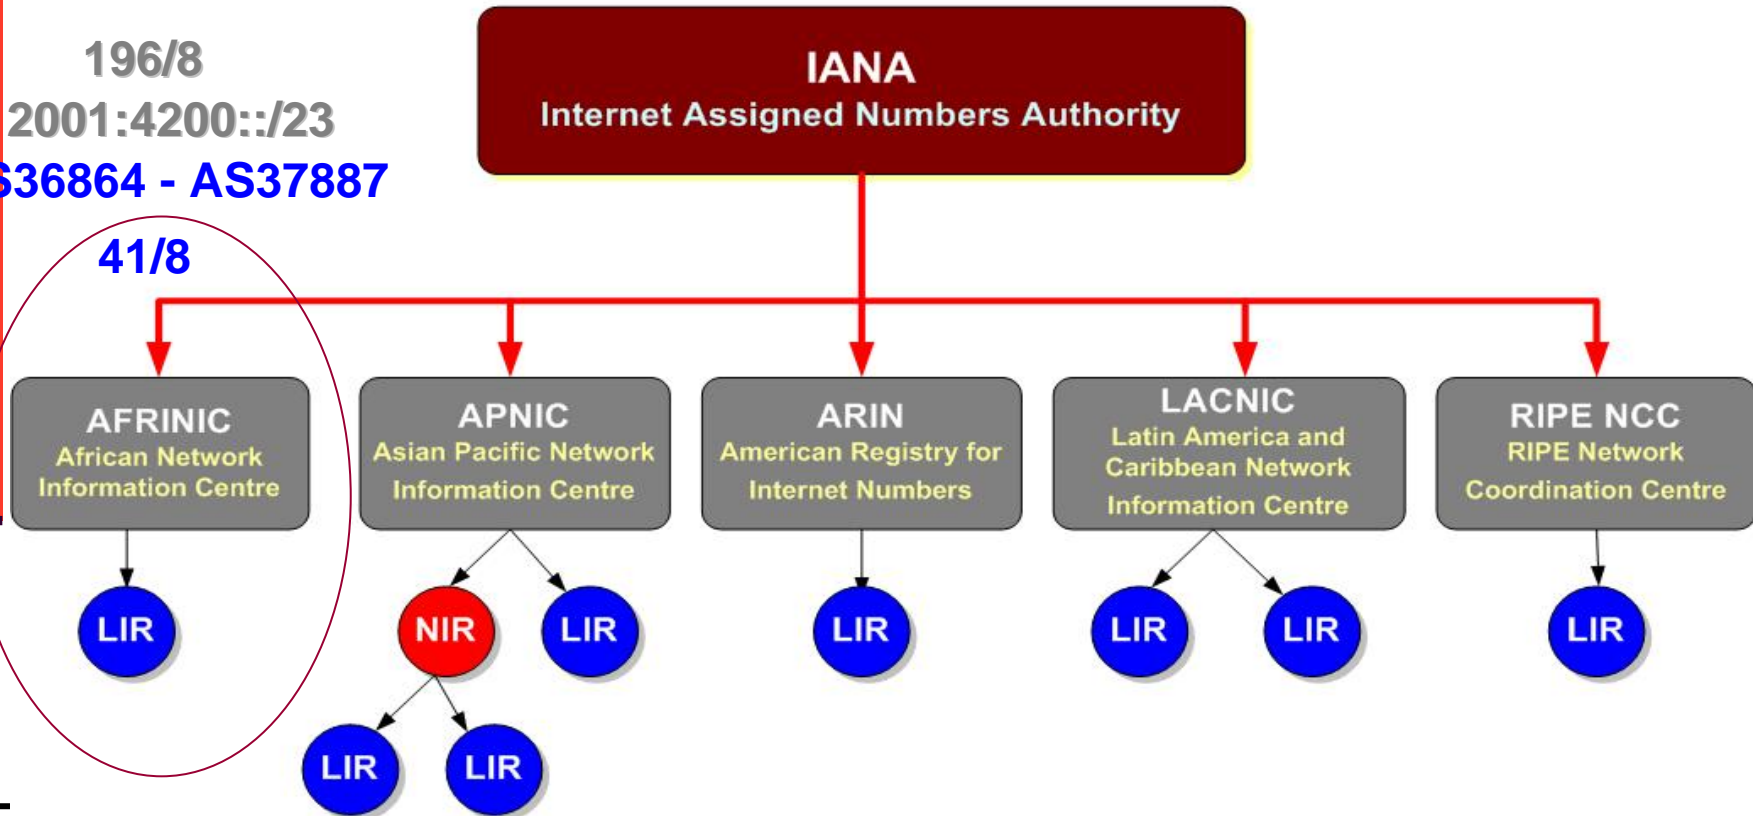 196/8
2001:4200::/23
S36864 - AS37887
41/8
IANA
Internet Assigned Numbers Authority
AFRINIC
African Network
Information Centre
APNIC
Asian Pacific Network
Information Centre
ARIN
American Registry for
Internet Numbers
LACNIC
Latin America and
Caribbean Network
Information Centre
RIPE NCC
RIPE Network
Coordination Centre
LIR
NIR
LIR
LIR
LIR
LIR
LIR
LIR
LIR